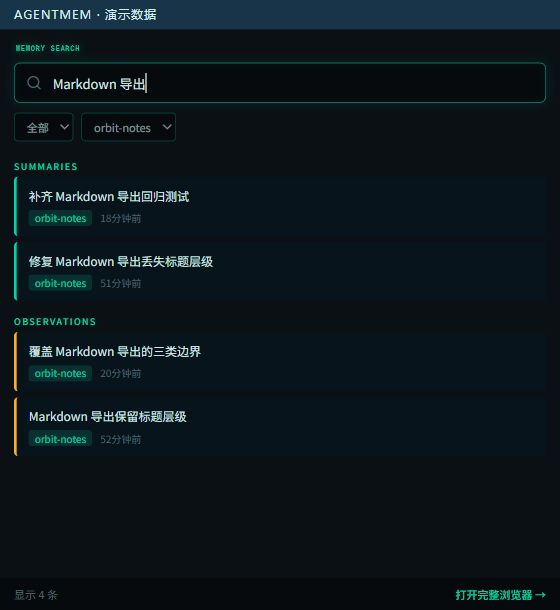 AGENTMEM · 演示数据
MEMORY SEARCH
Markdown 导出
全部 orbit-notes
SUMMARIES
补齐 Markdown 导出回归测试
orbit-notes 18分钟前
修复 Markdown 导出丢失标题层级
orbit-notes 51分钟前
OBSERVATIONS
覆盖 Markdown 导出的三类边界
orbit-notes 20分钟前
Markdown 导出保留标题层级
orbit-notes 52分钟前
显示 4 条 打开完整浏览器 →